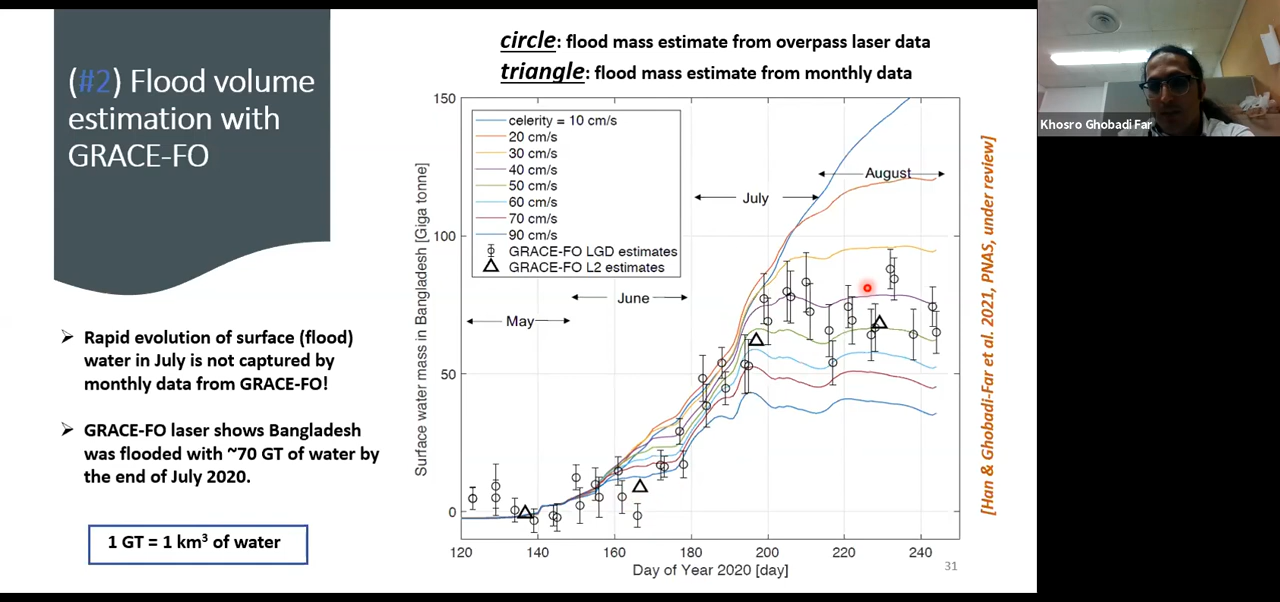 (#2) Flood volume
estimation with
GRACE-FO
➢ Rapid evolution of surface (flood)
water in July is not captured by
monthly data from GRACE-FO!
➢ GRACE-FO laser shows Bangladesh
was flooded with ~70 GT of water by
the end of July 2020.
1 GT = 1 km³ of water
circle: flood mass estimate from overpass laser data
triangle: flood mass estimate from monthly data
150
100
50
0
Surface water mass in Bangladesh [Giga tonne]
celerity = 10 cm/s
20 cm/s
30 cm/s
40 cm/s
50 cm/s
60 cm/s
70 cm/s
90 cm/s
GRACE-FO LGD estimates
GRACE-FO L2 estimates
May
June
July
August
120 140 160 180 200 220 240
Day of Year 2020 [day]
[Han & Ghobadi-Far et al. 2021, PNAS, under review]
31
Khosro Ghobadi Far